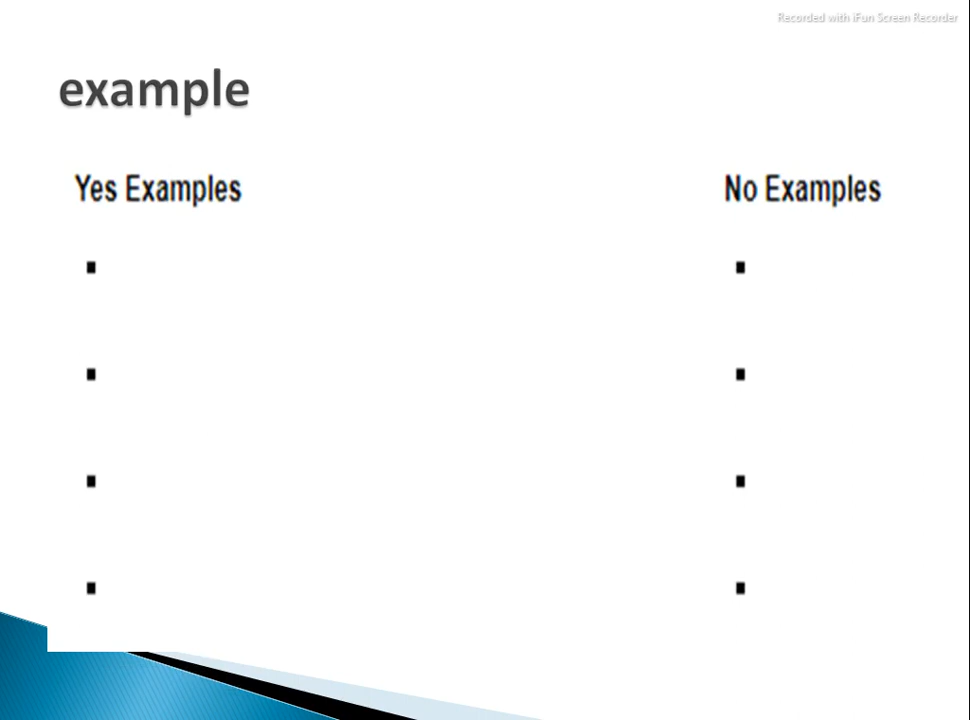 Recorded with iFun Screen Recorder
example
Yes Examples
No Examples